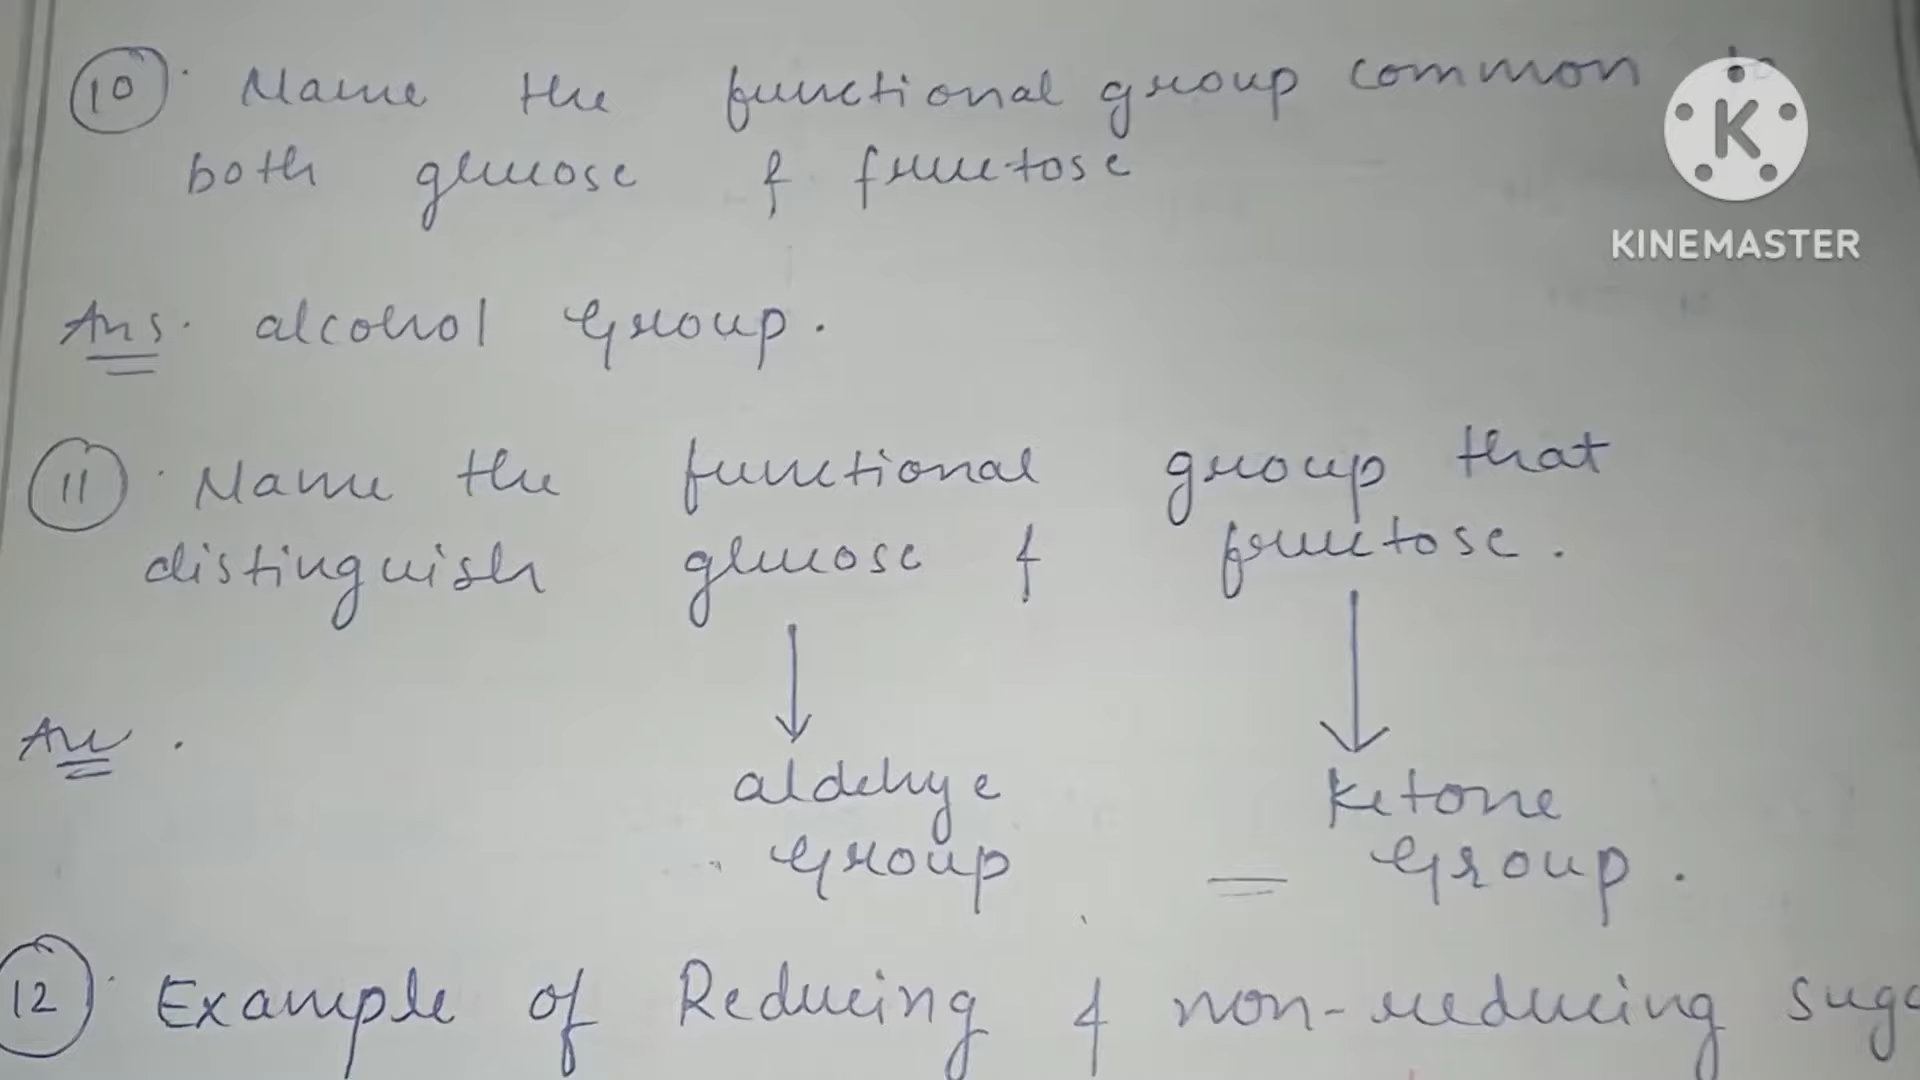 10. Name the functional group common to
both glucose & fructose
Ans. alcohol Group.
11. Name the functional group that
distinguish glucose & fructose.
Ans.
aldehye
Group
ketone
Group.
12. Example of Reducing & non-reducing suga
K
KINEMASTER